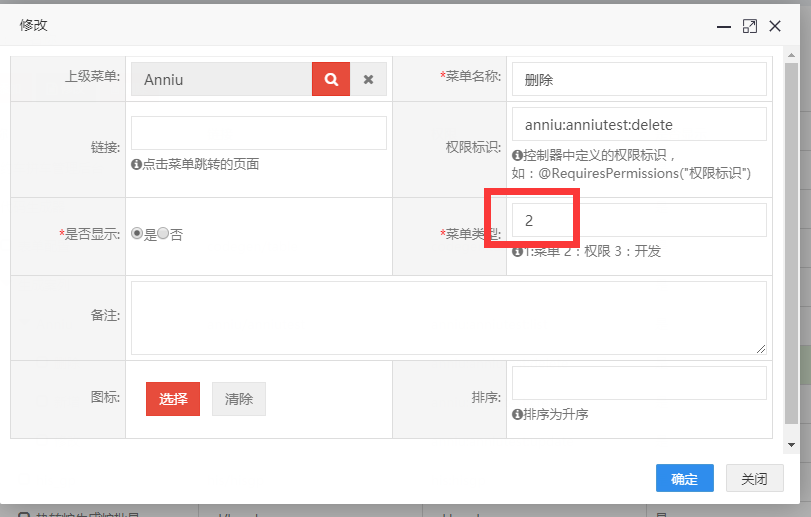 修改
上级菜单:
Anniu
*菜单名称:
删除
链接:
点击菜单跳转的页面
权限标识:
anniu:anniutest:delete
控制器中定义的权限标识，
如：@RequiresPermissions("权限标识")
*是否显示:
是 否
*菜单类型:
2
1:菜单 2：权限 3：开发
备注:
图标:
选择
清除
排序:
排序为升序
确定
关闭